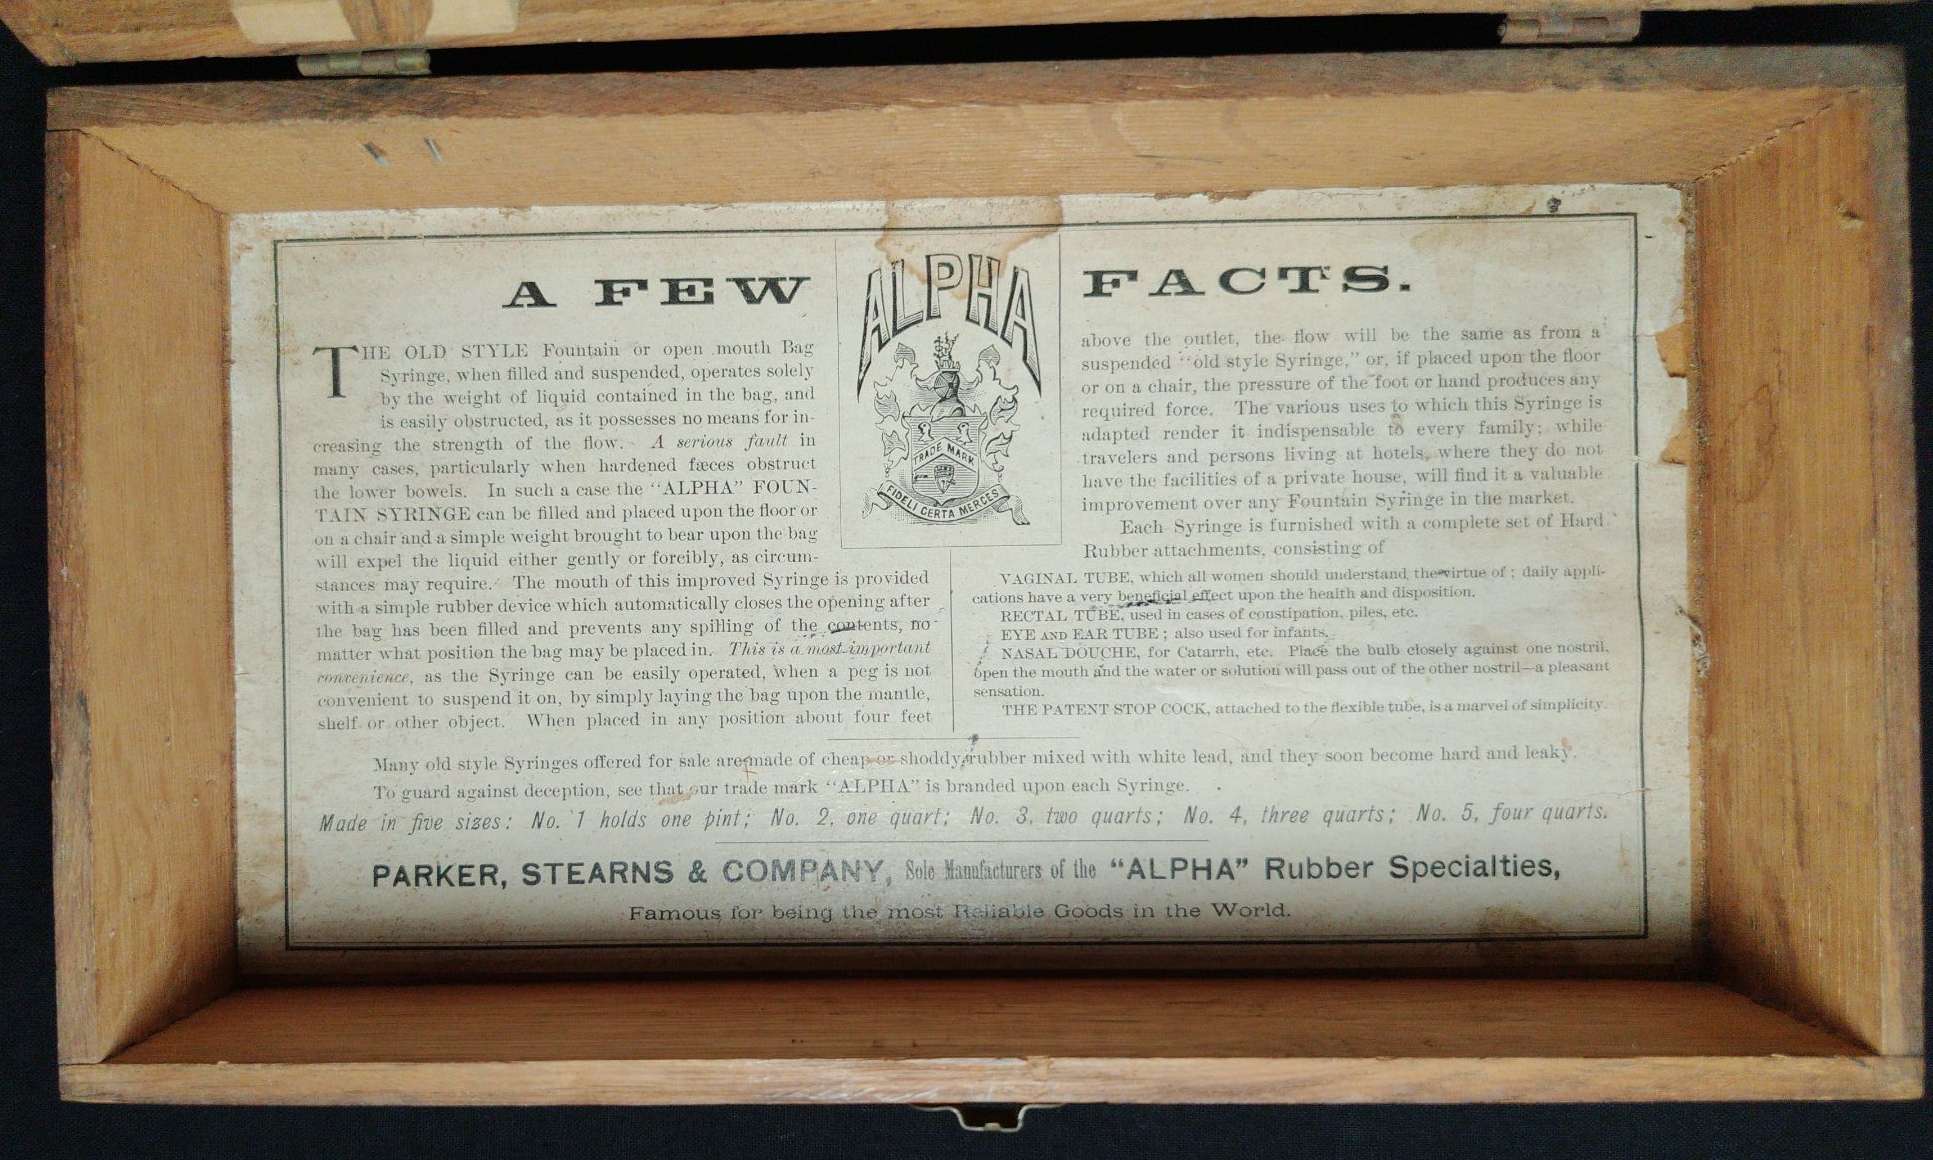 A FEW FACTS.
ALPHA
TRADE MARK
FIDELI CERTA MERCES
THE OLD STYLE Fountain or open mouth Bag
Syringe, when filled and suspended, operates solely
by the weight of liquid contained in the bag, and
is easily obstructed, as it possesses no means for in-
creasing the strength of the flow. A serious fault in
many cases, particularly when hardened fæces obstruct
the lower bowels. In such a case the "ALPHA" FOUN-
TAIN SYRINGE can be filled and placed upon the floor or
on a chair and a simple weight brought to bear upon the bag
will expel the liquid either gently or foreibly, as circum-
stances may require. The mouth of this improved Syringe is provided
with a simple rubber device which automatically closes the opening after
the bag has been filled and prevents any spilling of the contents, no
matter what position the bag may be placed in. This is a most important
convenience, as the Syringe can be easily operated, when a peg is not
convenient to suspend it on, by simply laying the bag upon the mantle,
shelf or other object. When placed in any position about four feet
above the outlet, the flow will be the same as from a
suspended "old style Syringe," or, if placed upon the floor
or on a chair, the pressure of the foot or hand produces any
required force. The various uses to which this Syringe is
adapted render it indispensable to every family; while
travelers and persons living at hotels, where they do not
have the facilities of a private house, will find it a valuable
improvement over any Fountain Syringe in the market.
Each Syringe is furnished with a complete set of Hard
Rubber attachments, consisting of
VAGINAL TUBE, which all women should understand the virtue of; daily appli-
cations have a very beneficial effect upon the health and disposition.
RECTAL TUBE, used in cases of constipation, piles, etc.
EYE AND EAR TUBE; also used for infants.
NASAL DOUCHE, for Catarrh, etc. Place the bulb closely against one nostril,
open the mouth and the water or solution will pass out of the other nostril—a pleasant
sensation.
THE PATENT STOP COCK, attached to the flexible tube, is a marvel of simplicity.
Many old style Syringes offered for sale are made of cheap or shoddy rubber mixed with white lead, and they soon become hard and leaky.
To guard against deception, see that our trade mark "ALPHA" is branded upon each Syringe.
Made in five sizes: No. 1 holds one pint; No. 2, one quart; No. 3, two quarts; No. 4, three quarts; No. 5, four quarts.
PARKER, STEARNS & COMPANY, Sole Manufacturers of the "ALPHA" Rubber Specialties,
Famous for being the most Reliable Goods in the World.